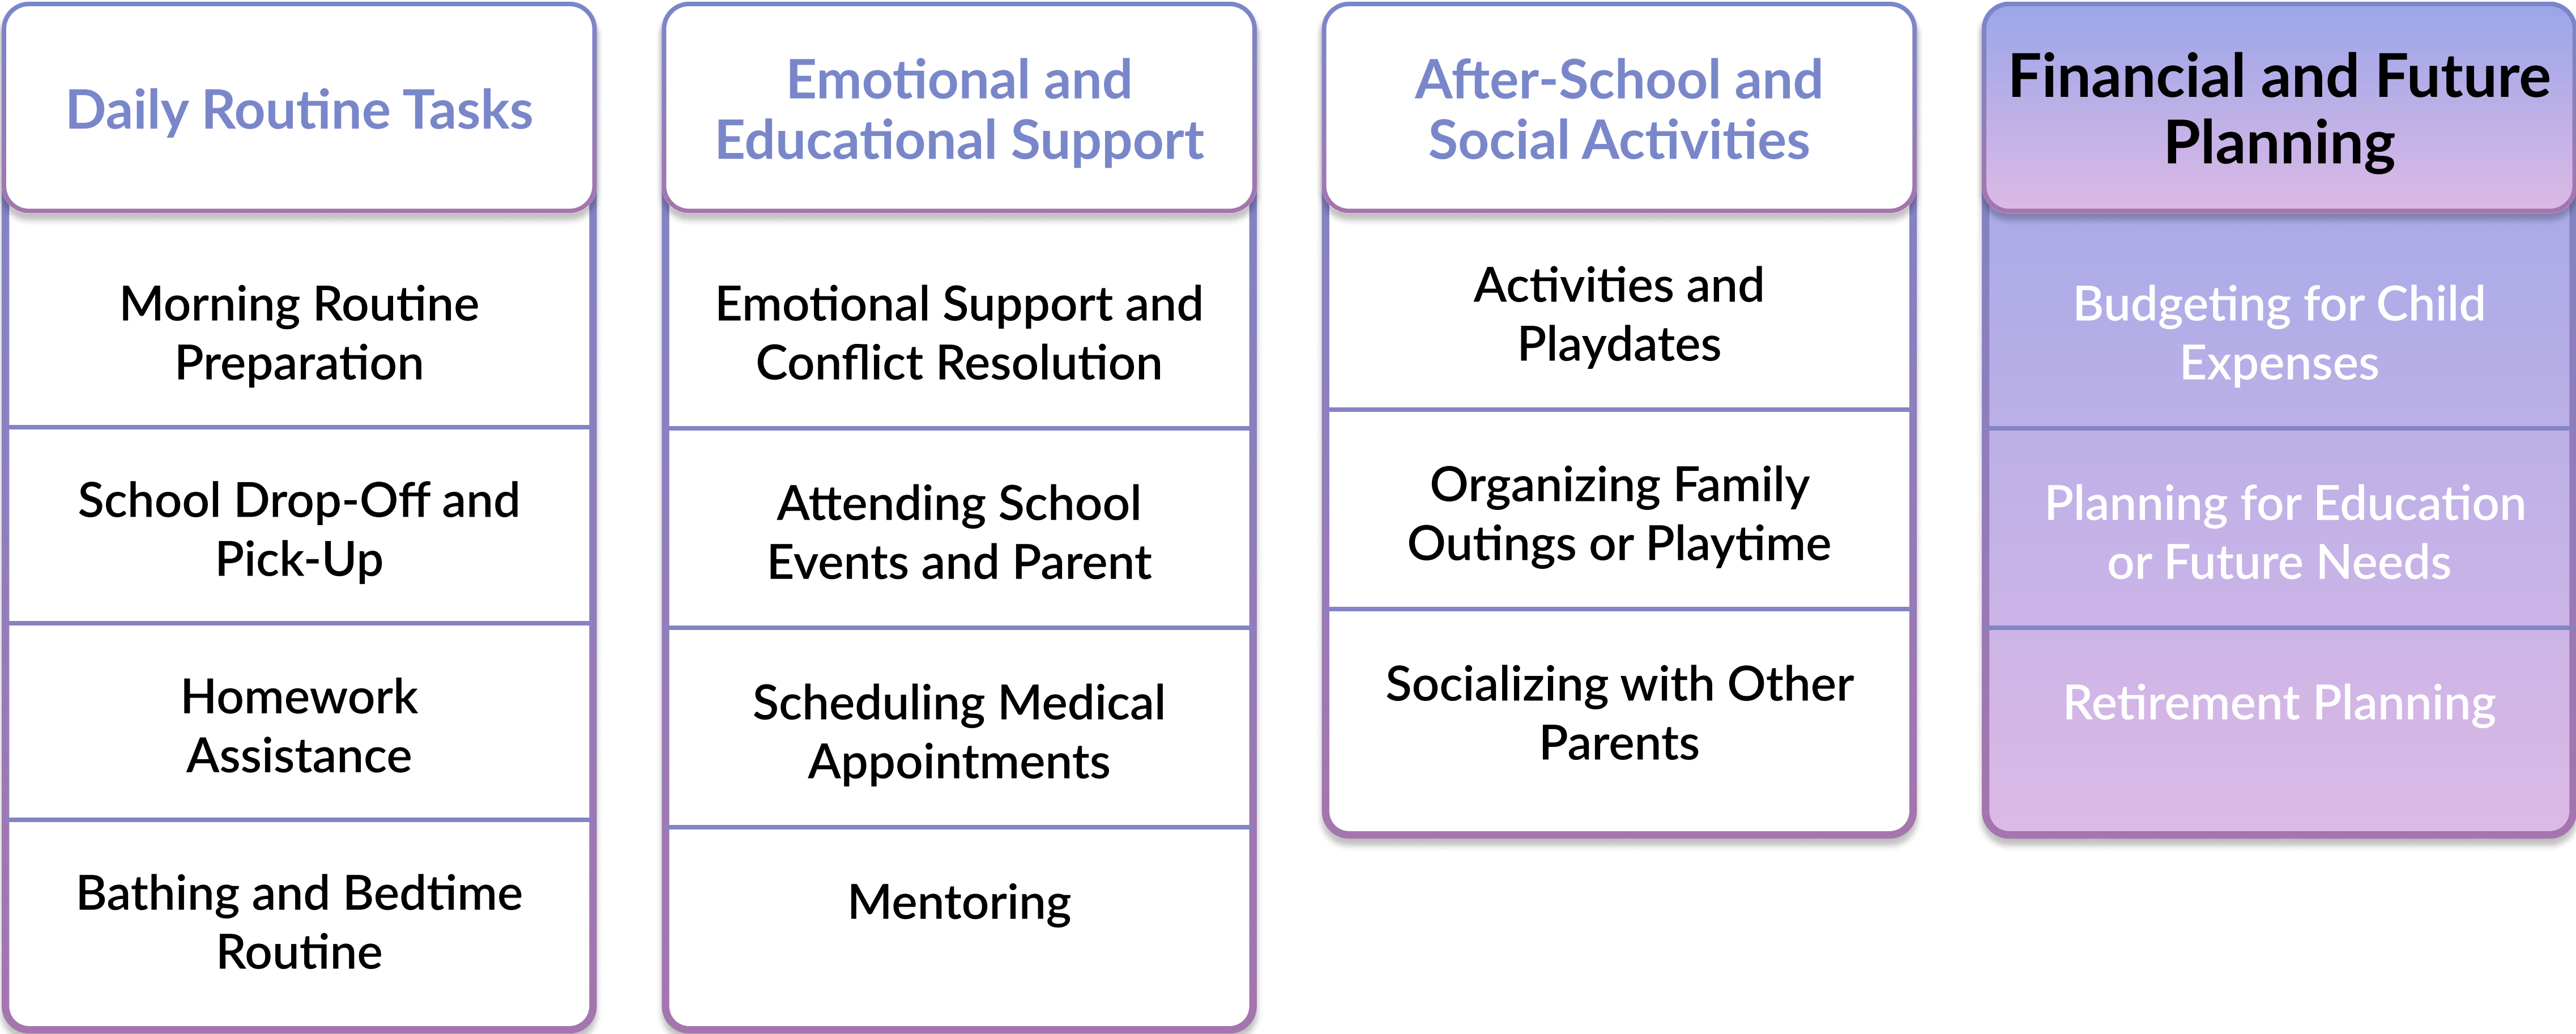 Daily Routine Tasks
Morning Routine
Preparation
School Drop-Off and
Pick-Up
Homework
Assistance
Bathing and Bedtime
Routine
Emotional and
Educational Support
Emotional Support and
Conflict Resolution
Attending School
Events and Parent
Scheduling Medical
Appointments
Mentoring
After-School and
Social Activities
Activities and
Playdates
Organizing Family
Outings or Playtime
Socializing with Other
Parents
Financial and Future
Planning
Budgeting for Child
Expenses
Planning for Education
or Future Needs
Retirement Planning